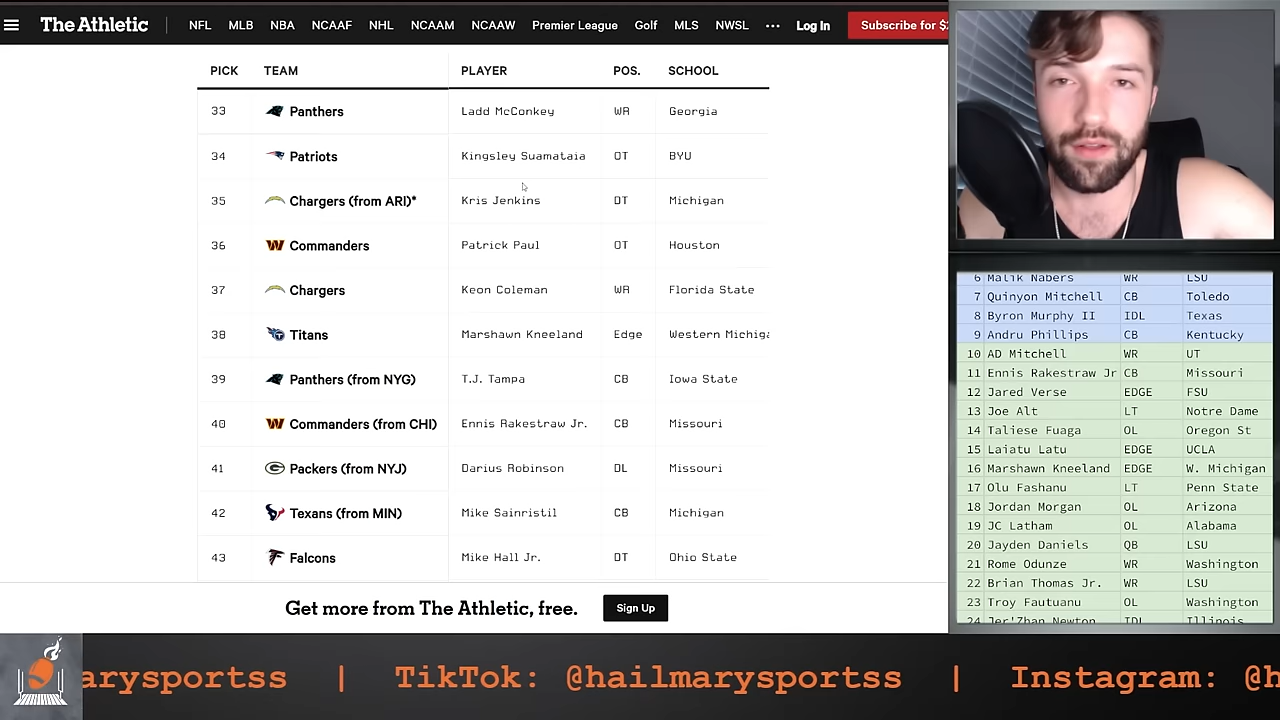 The Athletic NFL MLB NBA NCAAF NHL NCAAM NCAAW Premier League Golf MLS NWSL ••• Log In Subscribe for $2
PICK TEAM PLAYER POS. SCHOOL
33 Panthers Ladd McConkey WR Georgia
34 Patriots Kingsley Suamataia OT BYU
35 Chargers (from ARI)* Kris Jenkins DT Michigan
36 Commanders Patrick Paul OT Houston
37 Chargers Keon Coleman WR Florida State
38 Titans Marshawn Kneeland Edge Western Michiga
39 Panthers (from NYG) T.J. Tampa CB Iowa State
40 Commanders (from CHI) Ennis Rakestraw Jr. CB Missouri
41 Packers (from NYJ) Darius Robinson DL Missouri
42 Texans (from MIN) Mike Sainristil CB Michigan
43 Falcons Mike Hall Jr. DT Ohio State
Get more from The Athletic, free. Sign Up
6 Malik Nabers WR LSU
7 Quinyon Mitchell CB Toledo
8 Byron Murphy II IDL Texas
9 Andru Phillips CB Kentucky
10 AD Mitchell WR UT
11 Ennis Rakestraw Jr CB Missouri
12 Jared Verse EDGE FSU
13 Joe Alt LT Notre Dame
14 Taliese Fuaga OL Oregon St
15 Laiatu Latu EDGE UCLA
16 Marshawn Kneeland EDGE W. Michigan
17 Olu Fashanu LT Penn State
18 Jordan Morgan OL Arizona
19 JC Latham OL Alabama
20 Jayden Daniels QB LSU
21 Rome Odunze WR Washington
22 Brian Thomas Jr. WR LSU
23 Troy Fautuanu OL Washington
24 Jer'Zhan Newton IDL Illinois
arysportss | TikTok: @hailmarysportss | Instagram: @h